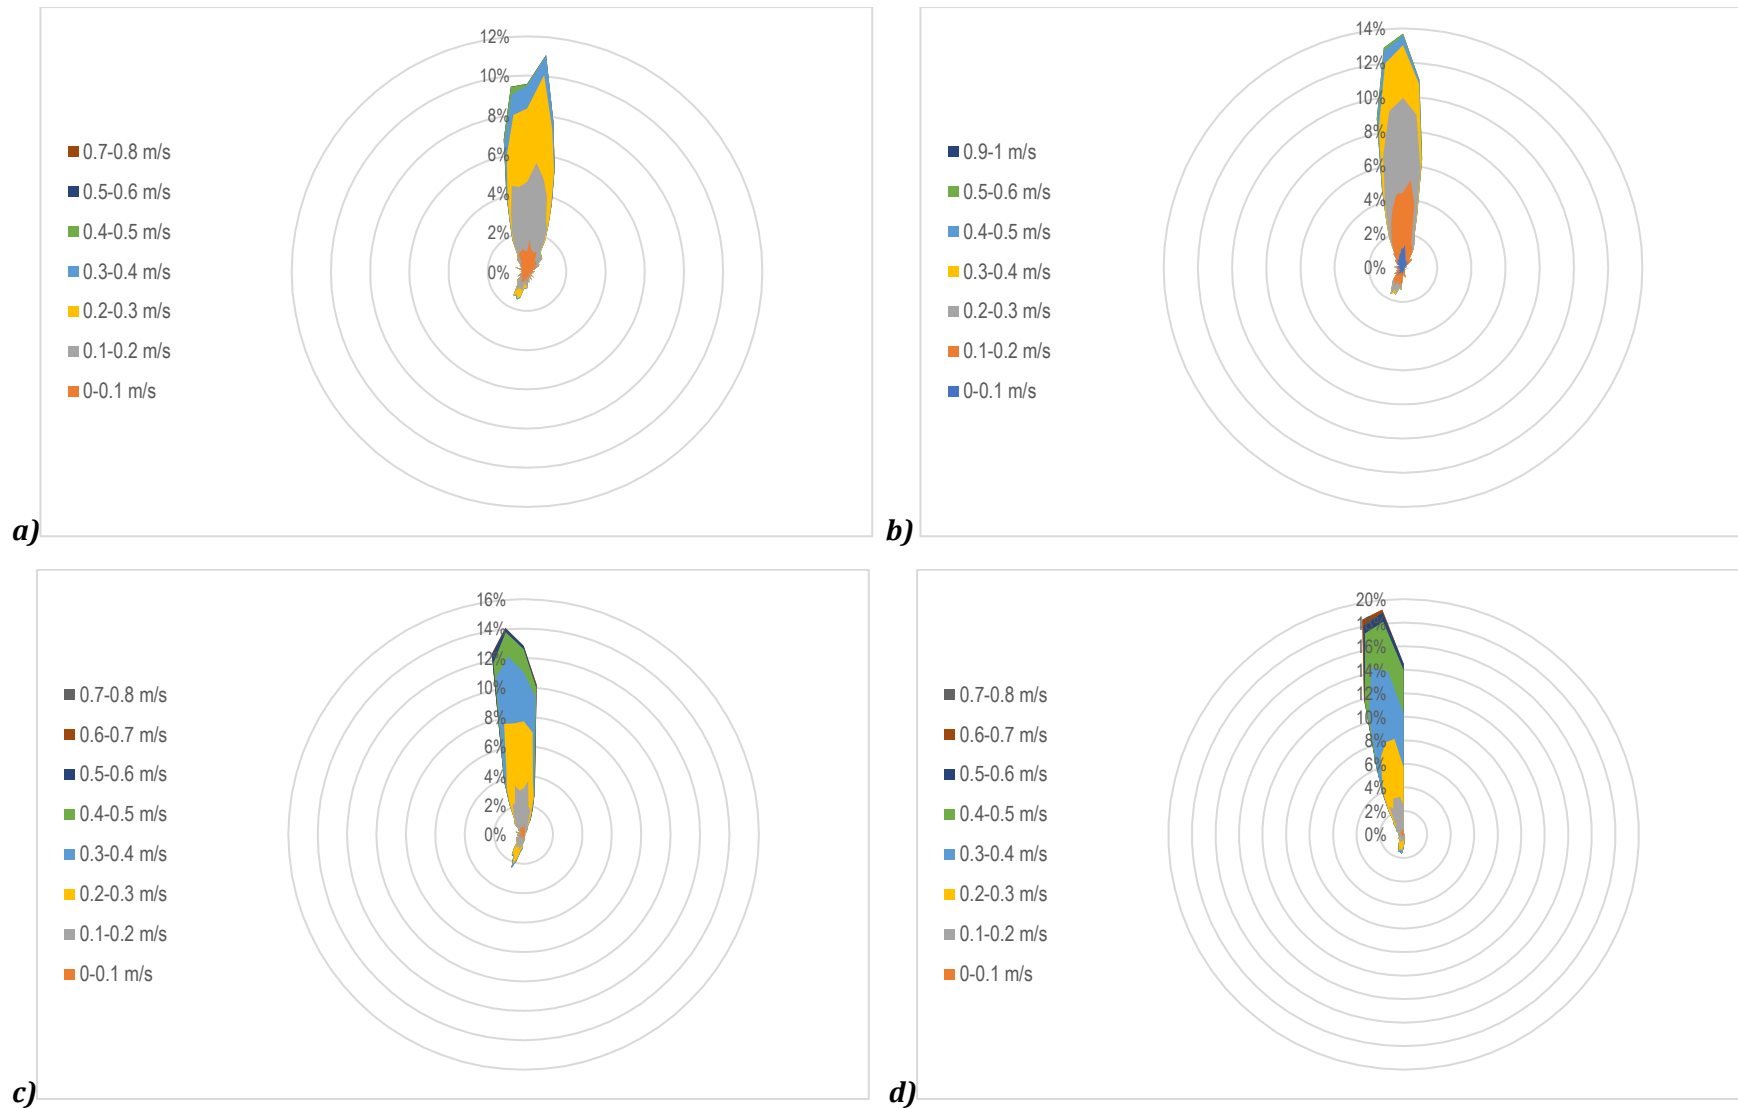 12%
10%
8%
6%
4%
2%
0%
0.7-0.8 m/s
0.5-0.6 m/s
0.4-0.5 m/s
0.3-0.4 m/s
0.2-0.3 m/s
0.1-0.2 m/s
0-0.1 m/s
a)
14%
12%
10%
8%
6%
4%
2%
0%
0.9-1 m/s
0.5-0.6 m/s
0.4-0.5 m/s
0.3-0.4 m/s
0.2-0.3 m/s
0.1-0.2 m/s
0-0.1 m/s
b)
16%
14%
12%
10%
8%
6%
4%
2%
0%
0.7-0.8 m/s
0.6-0.7 m/s
0.5-0.6 m/s
0.4-0.5 m/s
0.3-0.4 m/s
0.2-0.3 m/s
0.1-0.2 m/s
0-0.1 m/s
c)
20%
18%
16%
14%
12%
10%
8%
6%
4%
2%
0%
0.7-0.8 m/s
0.6-0.7 m/s
0.5-0.6 m/s
0.4-0.5 m/s
0.3-0.4 m/s
0.2-0.3 m/s
0.1-0.2 m/s
0-0.1 m/s
d)